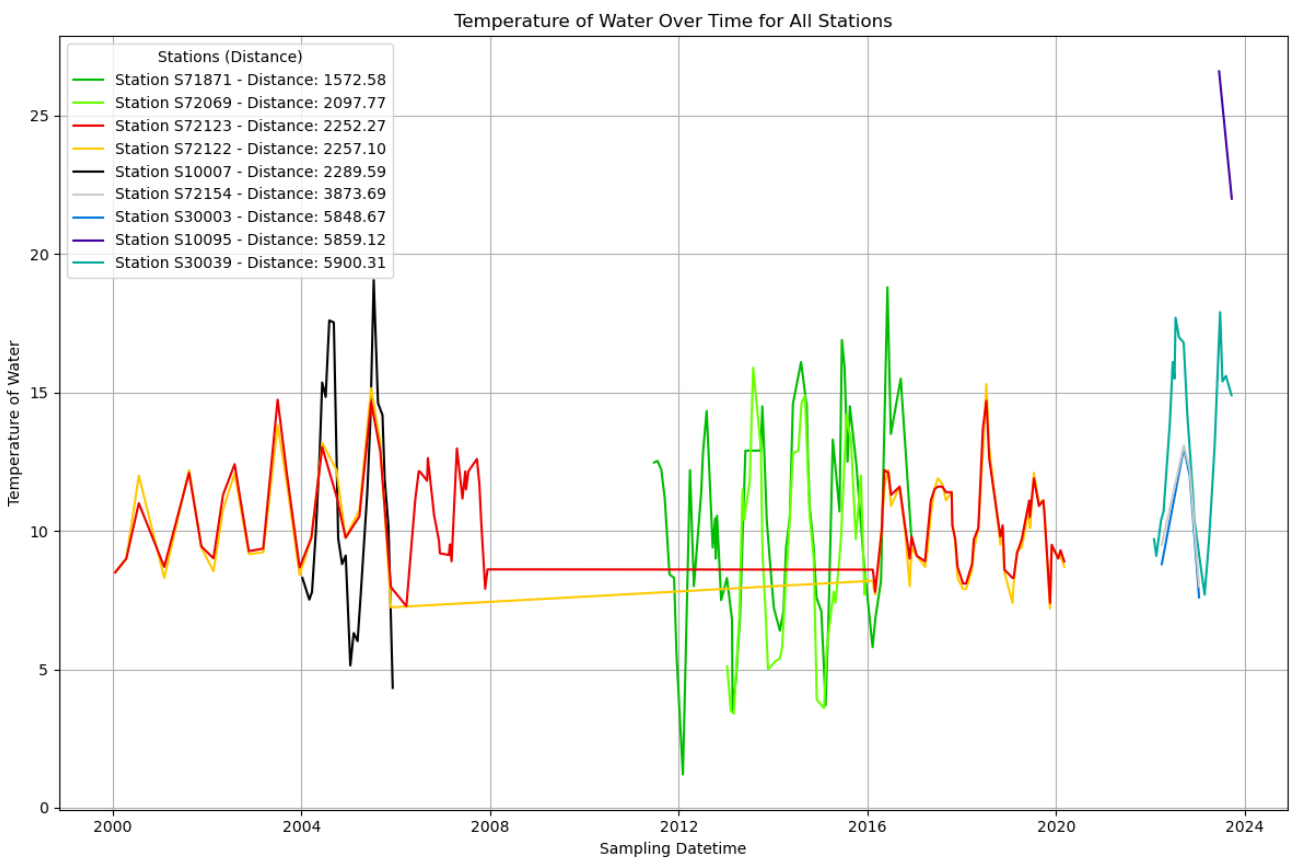 Temperature of Water Over Time for All Stations
Stations (Distance)
Station S71871 - Distance: 1572.58
Station S72069 - Distance: 2097.77
Station S72123 - Distance: 2252.27
Station S72122 - Distance: 2257.10
Station S10007 - Distance: 2289.59
Station S72154 - Distance: 3873.69
Station S30003 - Distance: 5848.67
Station S10095 - Distance: 5859.12
Station S30039 - Distance: 5900.31
Temperature of Water
25
20
15
10
5
0
2000 2004 2008 2012 2016 2020 2024
Sampling Datetime